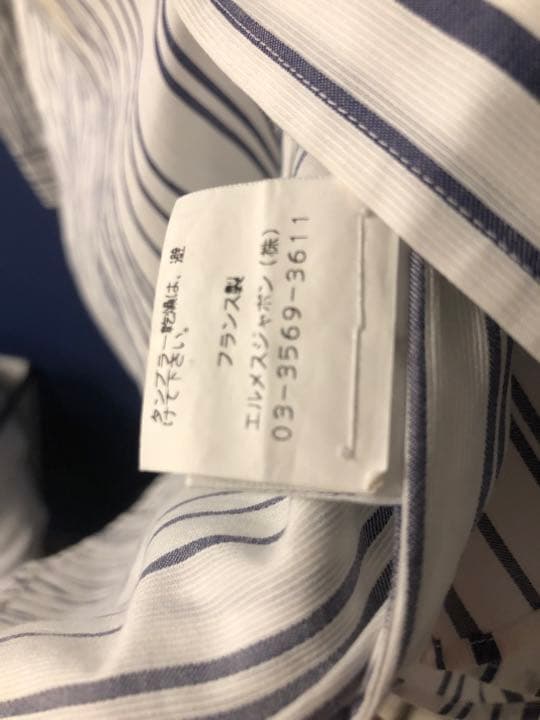 タンブラー乾燥は、避
けて下さい。
フランス製
エルメスジャポン(株)
03-3569-3611